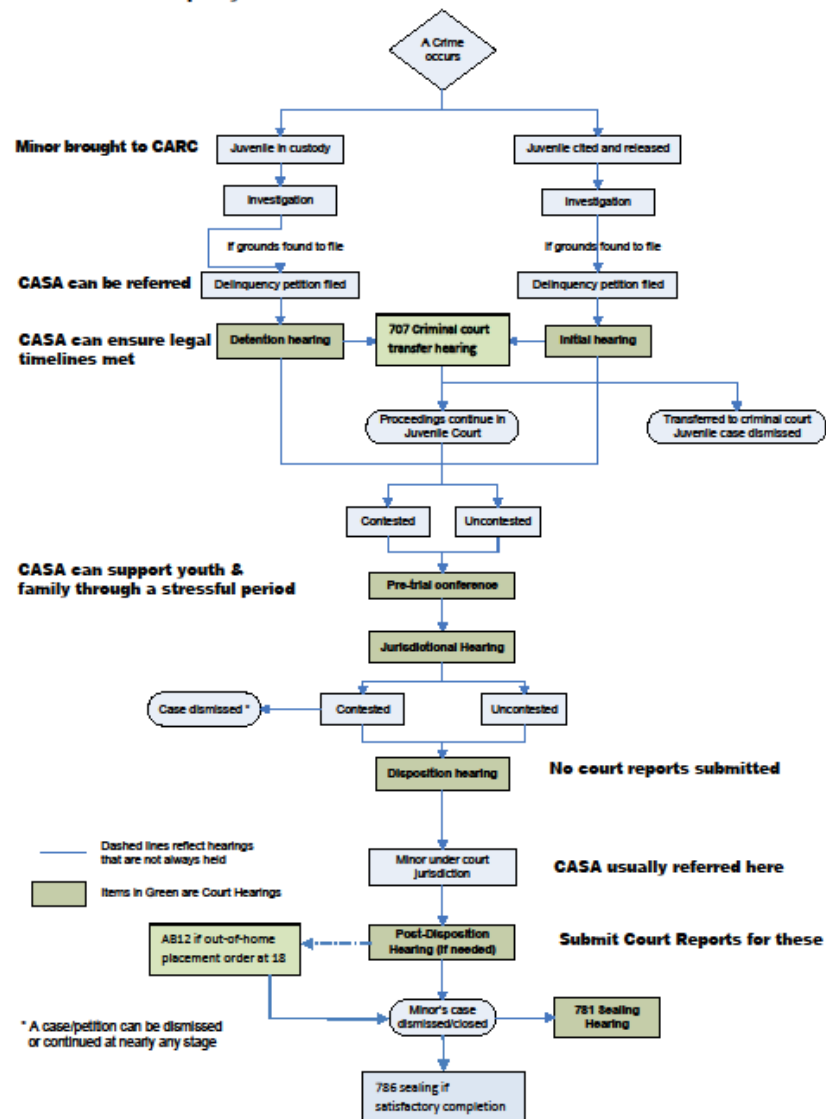 A Crime
occurs
Minor brought to CARC
Juvenile in custody
Juvenile cited and released
Investigation
Investigation
If grounds found to file
If grounds found to file
CASA can be referred
Delinquency petition filed
Delinquency petition filed
CASA can ensure legal
timelines met
Detention hearing
707 Criminal court
transfer hearing
Initial hearing
Proceedings continue in
Juvenile Court
Transferred to criminal court
Juvenile case dismissed
Contested
Uncontested
CASA can support youth &
family through a stressful period
Pre-trial conference
Jurisdictional Hearing
Case dismissed *
Contested
Uncontested
Disposition hearing
No court reports submitted
Dashed lines reflect hearings
that are not always held
Minor under court
jurisdiction
CASA usually referred here
Items in Green are Court Hearings
AB12 if out-of-home
placement order at 18
Post-Disposition
Hearing (if needed)
Submit Court Reports for these
* A case/petition can be dismissed
or continued at nearly any stage
Minor's case
dismissed/closed
781 Sealing
Hearing
786 sealing if
satisfactory completion